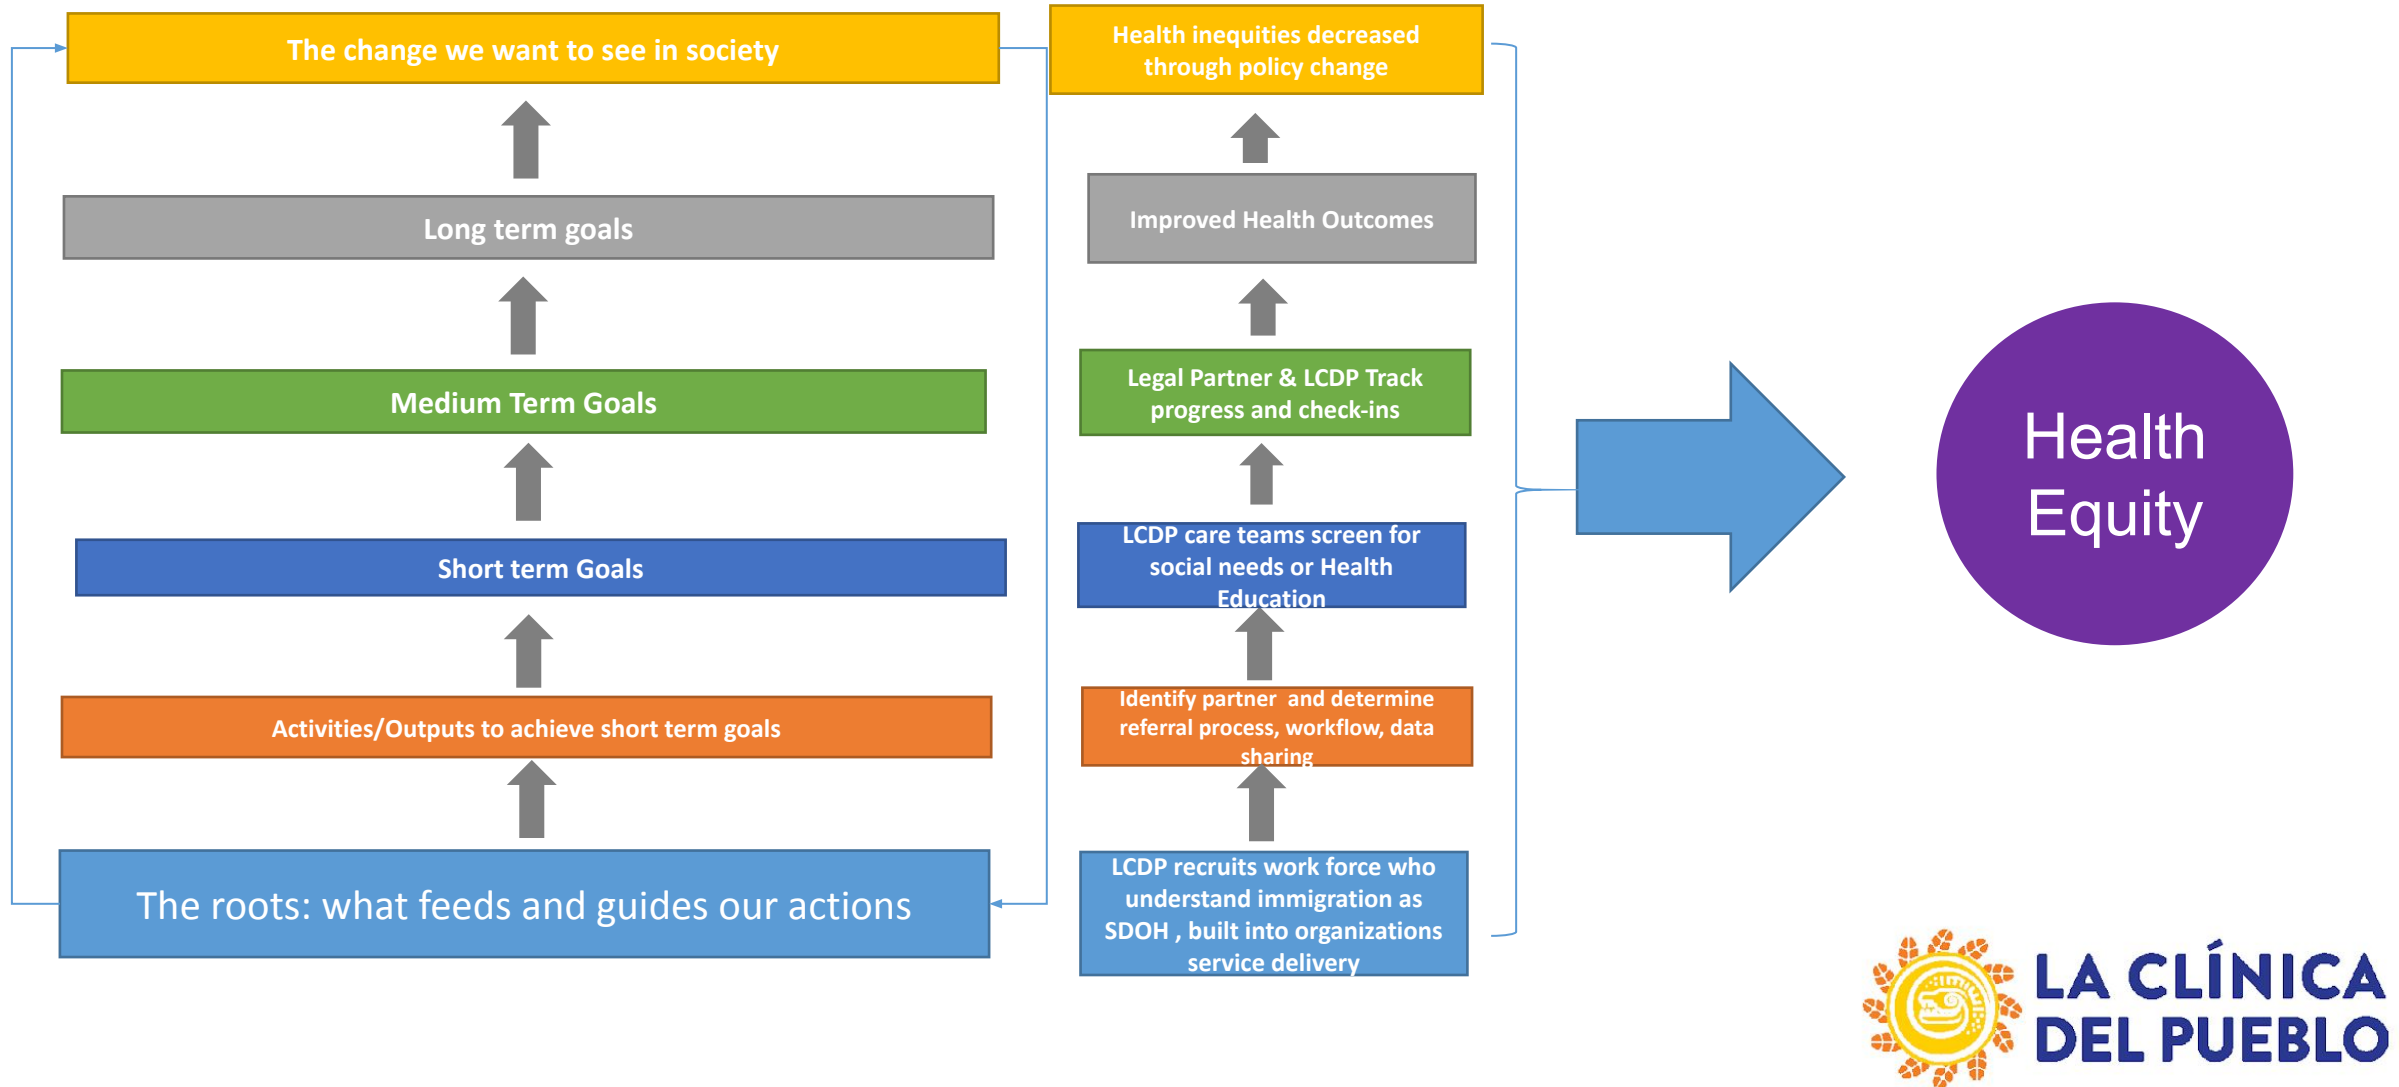 The change we want to see in society
Long term goals
Medium Term Goals
Short term Goals
Activities/Outputs to achieve short term goals
The roots: what feeds and guides our actions
Health inequities decreased
through policy change
Improved Health Outcomes
Legal Partner & LCDP Track
progress and check-ins
LCDP care teams screen for
social needs or Health
Education
Identify partner and determine
referral process, workflow, data
sharing
LCDP recruits work force who
understand immigration as
SDOH , built into organizations
service delivery
Health
Equity
LA CLÍNICA
DEL PUEBLO